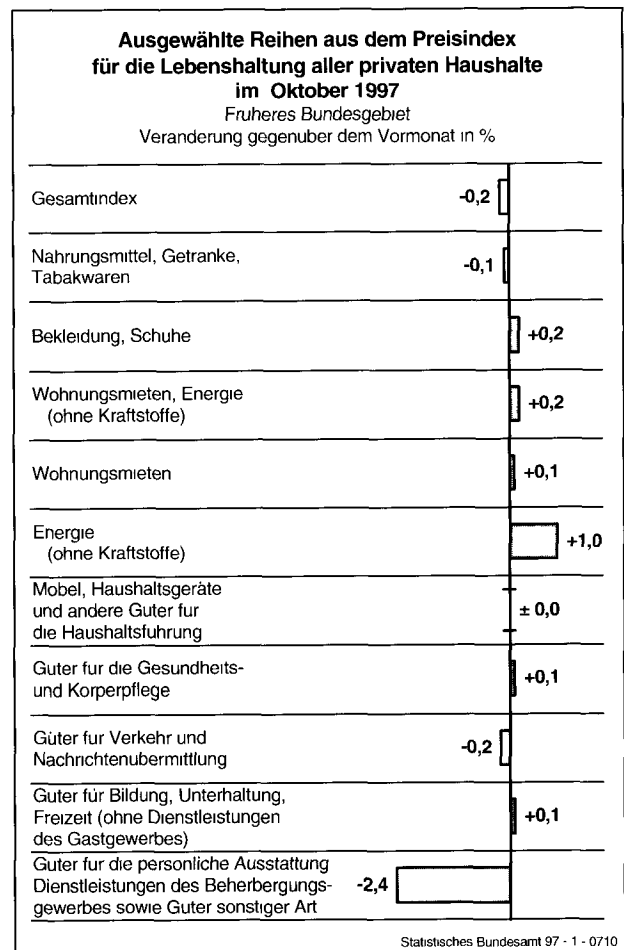 Ausgewählte Reihen aus dem Preisindex
für die Lebenshaltung aller privaten Haushalte
im Oktober 1997
Fruheres Bundesgebiet
Veranderung gegenuber dem Vormonat in %
Gesamtindex -0,2
Nahrungsmittel, Getranke,
Tabakwaren -0,1
Bekleidung, Schuhe +0,2
Wohnungsmieten, Energie
(ohne Kraftstoffe) +0,2
Wohnungsmieten +0,1
Energie
(ohne Kraftstoffe) +1,0
Mobel, Haushaltsgeräte
und andere Guter fur
die Haushaltsfuhrung ± 0,0
Guter fur die Gesundheits-
und Korperpflege +0,1
Güter fur Verkehr und
Nachrichtenubermittlung -0,2
Guter für Bildung, Unterhaltung,
Freizeit (ohne Dienstleistungen
des Gastgewerbes) +0,1
Guter fur die personliche Ausstattung
Dienstleistungen des Beherbergungs-
gewerbes sowie Guter sonstiger Art -2,4
Statistisches Bundesamt 97 - 1 - 0710